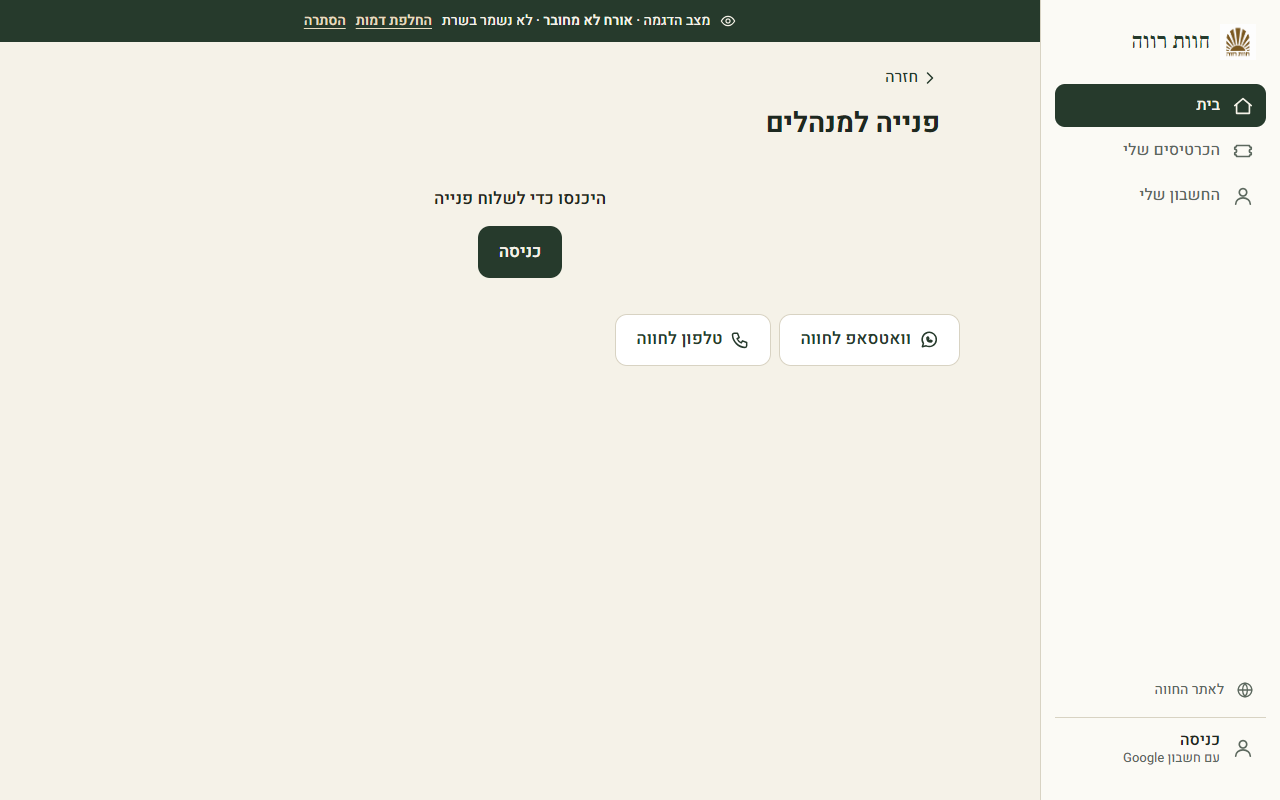 חוות רווה
בית
הכרטיסים שלי
החשבון שלי
לאתר החווה
כניסה
עם חשבון Google
מצב הדגמה · אורח לא מחובר · לא נשמר בשרת החלפת דמות הסתרה
חזרה
פנייה למנהלים
היכנסו כדי לשלוח פנייה
כניסה
וואטסאפ לחווה
טלפון לחווה